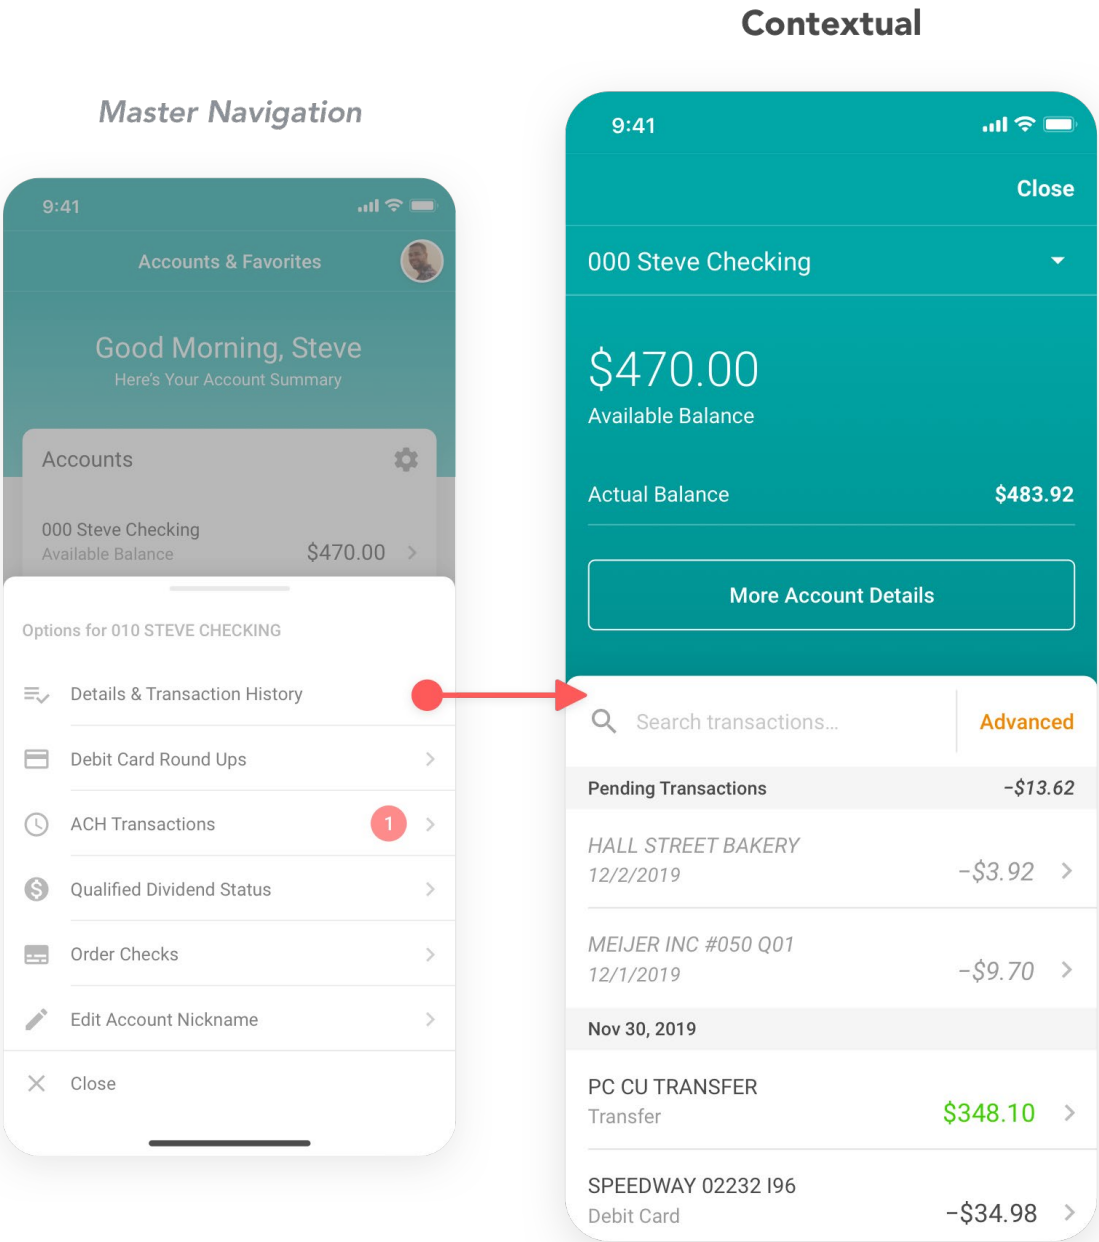 Contextual
Master Navigation
9:41
Accounts & Favorites
Good Morning, Steve
Here's Your Account Summary
Accounts
000 Steve Checking
Available Balance
$470.00
Options for 010 STEVE CHECKING
Details & Transaction History
Debit Card Round Ups
ACH Transactions
1
Qualified Dividend Status
Order Checks
Edit Account Nickname
Close
9:41
Close
000 Steve Checking
$470.00
Available Balance
Actual Balance
$483.92
More Account Details
Search transactions...
Advanced
Pending Transactions
−$13.62
HALL STREET BAKERY
12/2/2019
−$3.92
MEIJER INC #050 Q01
12/1/2019
−$9.70
Nov 30, 2019
PC CU TRANSFER
Transfer
$348.10
SPEEDWAY 02232 I96
Debit Card
−$34.98